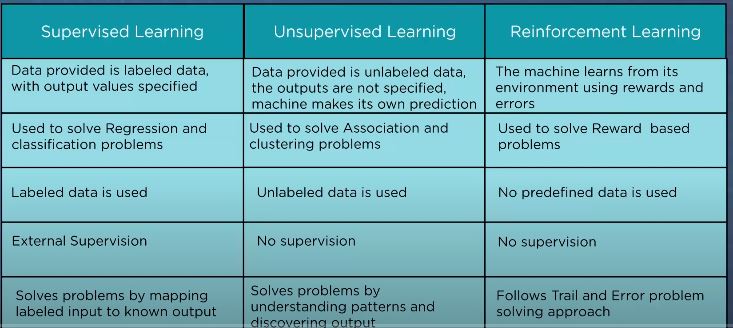 Supervised Learning
Unsupervised Learning
Reinforcement Learning
Data provided is labeled data,
with output values specified
Data provided is unlabeled data,
the outputs are not specified,
machine makes its own prediction
The machine learns from its
environment using rewards and
errors
Used to solve Regression and
classification problems
Used to solve Association and
clustering problems
Used to solve Reward based
problems
Labeled data is used
Unlabeled data is used
No predefined data is used
External Supervision
No supervision
No supervision
Solves problems by mapping
labeled input to known output
Solves problems by
understanding patterns and
discovering output
Follows Trail and Error problem
solving approach